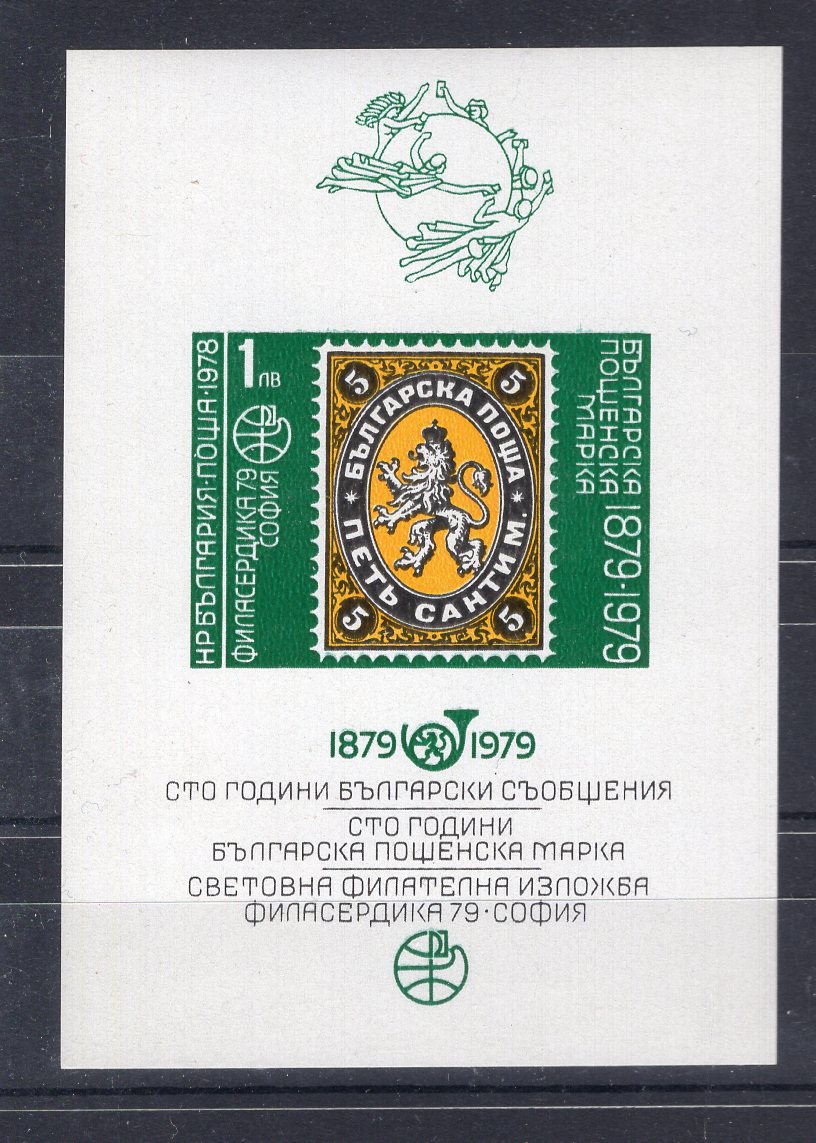 НР БЪЛГАРИЯ·ПОЩА·1978
1 ЛВ
ФИЛАСЕРДИКА 79
СОФИЯ
5
5
БЪЛГАРСКА ПОЩА
ПЕТЬ САНТИМ.
5
5
БЪЛГАРСКА
ПОЩЕНСКА
МАРКА
1879·1979
1879 1979
СТО ГОДИНИ БЪЛГАРСКИ СЪОБЩЕНИЯ
СТО ГОДИНИ
БЪЛГАРСКА ПОЩЕНСКА МАРКА
СВЕТОВНА ФИЛАТЕЛНА ИЗЛОЖБА
ФИЛАСЕРДИКА 79·СОФИЯ